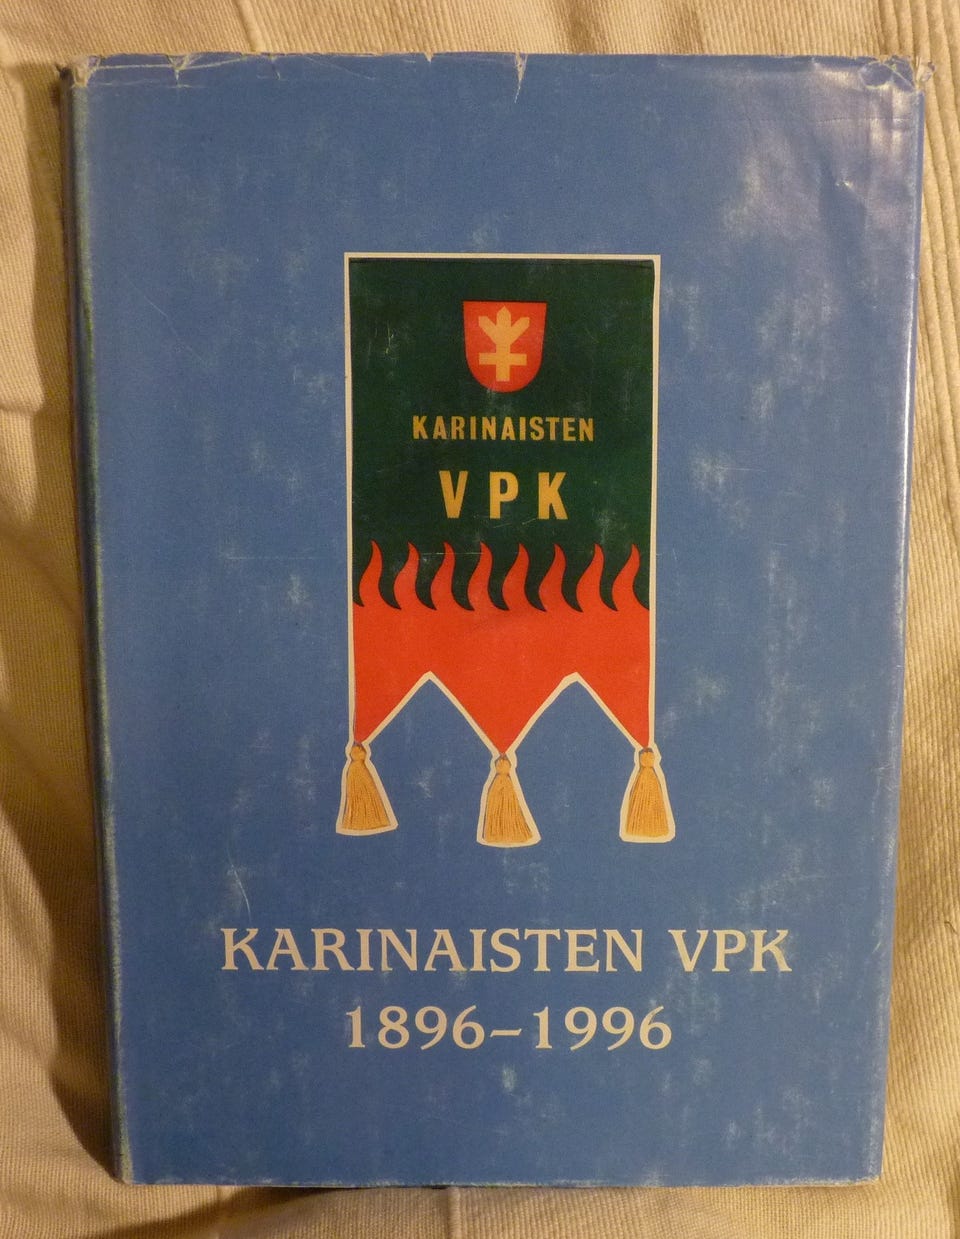 KARINAISTEN
VPK
KARINAISTEN VPK
1896–1996